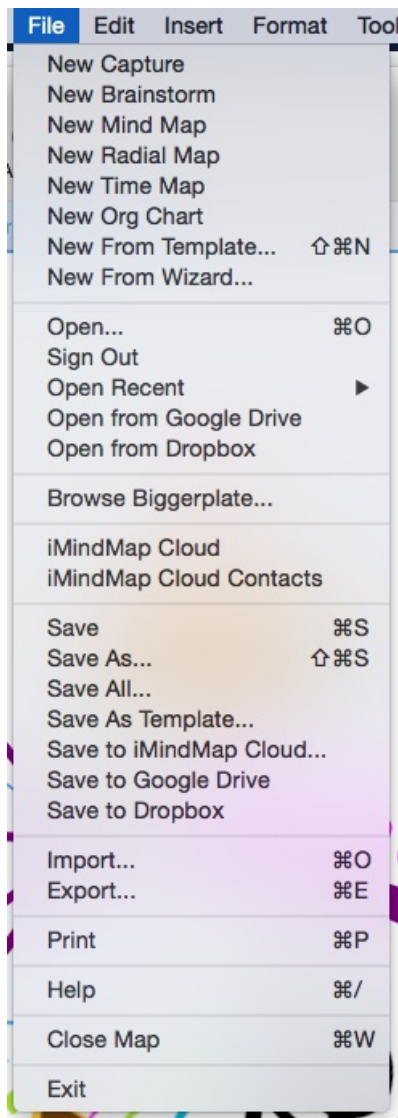 File Edit Insert Format Tool
New Capture
New Brainstorm
New Mind Map
New Radial Map
New Time Map
New Org Chart
New From Template... ⇧⌘N
New From Wizard...
Open... ⌘O
Sign Out
Open Recent ▶
Open from Google Drive
Open from Dropbox
Browse Biggerplate...
iMindMap Cloud
iMindMap Cloud Contacts
Save ⌘S
Save As... ⇧⌘S
Save All...
Save As Template...
Save to iMindMap Cloud...
Save to Google Drive
Save to Dropbox
Import... ⌘O
Export... ⌘E
Print ⌘P
Help ⌘/
Close Map ⌘W
Exit